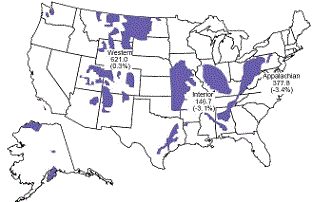 Western
621.0
(0.3%)
Interior
146.7
(-3.1%)
Appalachian
377.8
(-3.4%)